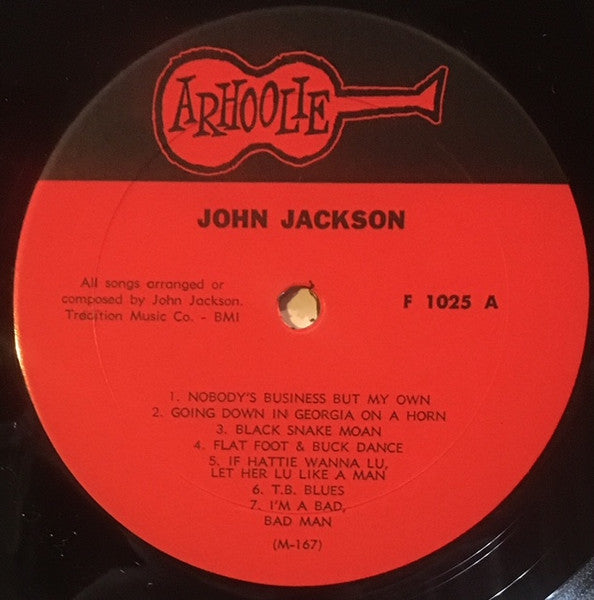 ARHOOLIE
JOHN JACKSON
All songs arranged or
composed by John Jackson.
Tradition Music Co. - BMI
F 1025 A
1. NOBODY'S BUSINESS BUT MY OWN
2. GOING DOWN IN GEORGIA ON A HORN
3. BLACK SNAKE MOAN
4. FLAT FOOT & BUCK DANCE
5. IF HATTIE WANNA LU,
LET HER LU LIKE A MAN
6. T.B. BLUES
7. I'M A BAD,
BAD MAN
(M-167)